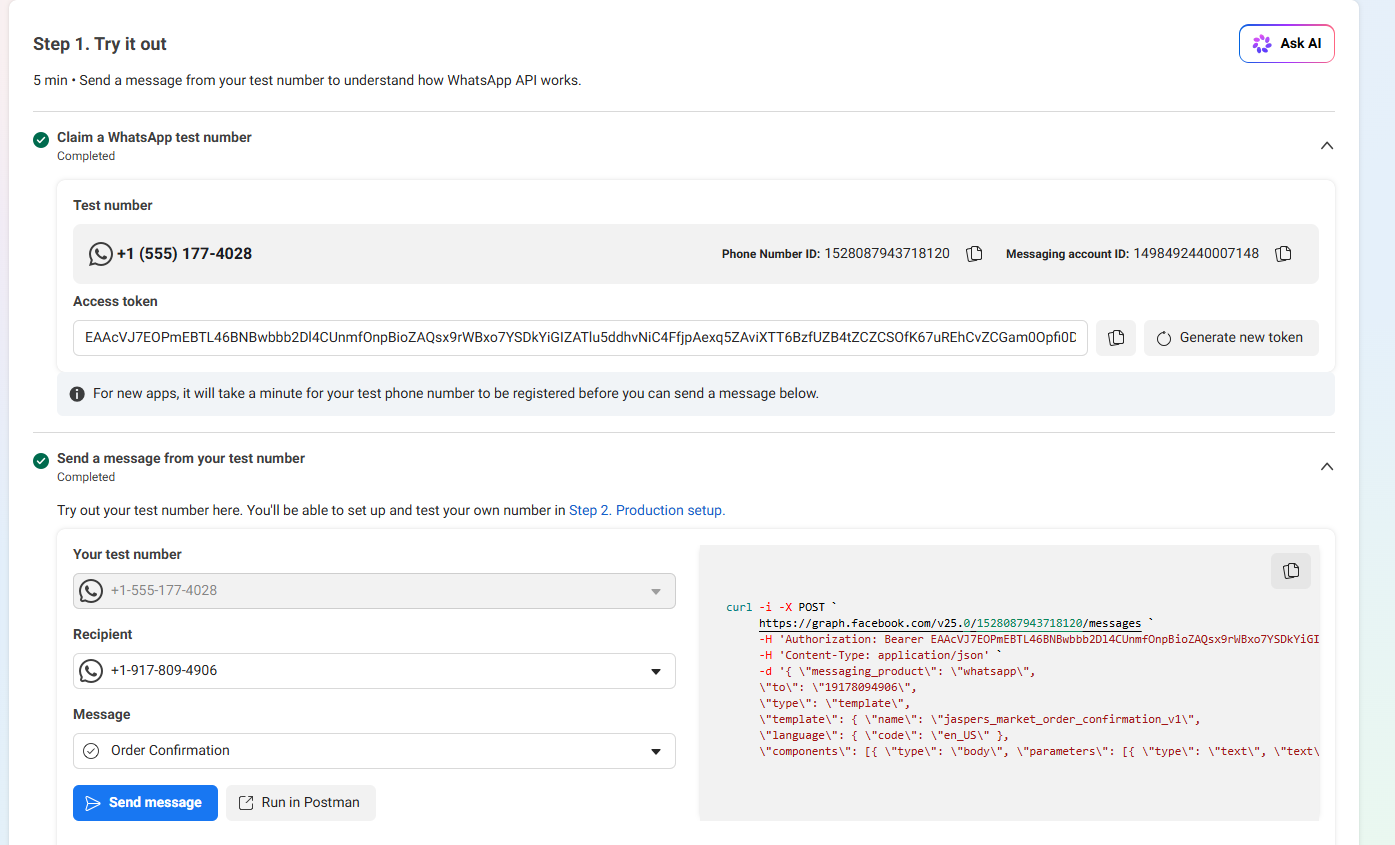 Step 1. Try it out
Ask AI
5 min • Send a message from your test number to understand how WhatsApp API works.
Claim a WhatsApp test number
Completed
Test number
+1 (555) 177-4028
Phone Number ID: 1528087943718120
Messaging account ID: 1498492440007148
Access token
EAAcVJ7EOPmEBTL46BNBwbbb2Dl4CUnmfOnpBioZAQsx9rWBxo7YSDkYiGIZATlu5ddhvNiC4FfjpAexq5ZAviXTT6BzfUZB4tZCZCSOfK67uREhCvZCGam0Opfi0D
Generate new token
For new apps, it will take a minute for your test phone number to be registered before you can send a message below.
Send a message from your test number
Completed
Try out your test number here. You'll be able to set up and test your own number in Step 2. Production setup.
Your test number
+1-555-177-4028
Recipient
+1-917-809-4906
Message
Order Confirmation
Send message
Run in Postman
curl -i -X POST `
https://graph.facebook.com/v25.0/1528087943718120/messages `
-H 'Authorization: Bearer EAAcVJ7EOPmEBTL46BNBwbbb2Dl4CUnmfOnpBioZAQsx9rWBxo7YSDkYiGI
-H 'Content-Type: application/json' `
-d '{ \"messaging_product\": \"whatsapp\",
\"to\": \"19178094906\",
\"type\": \"template\",
\"template\": { \"name\": \"jaspers_market_order_confirmation_v1\",
\"language\": { \"code\": \"en_US\" },
\"components\": [{ \"type\": \"body\", \"parameters\": [{ \"type\": \"text\", \"text\